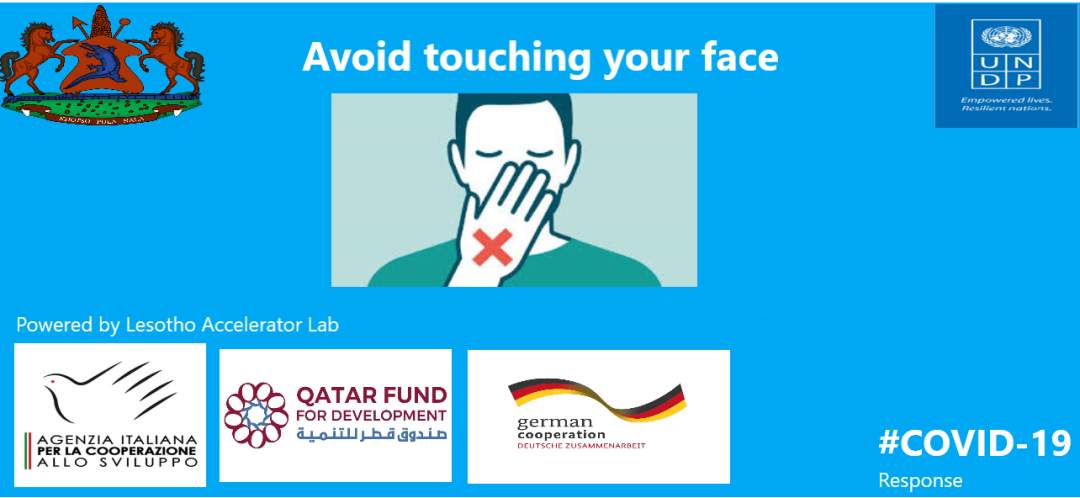 Avoid touching your face
KHOTSO PULA NALA
U N
D P
Empowered lives.
Resilient nations.
Powered by Lesotho Accelerator Lab
AGENZIA ITALIANA
PER LA COOPERAZIONE
ALLO SVILUPPO
QATAR FUND
FOR DEVELOPMENT
صندوق قطر للتنمية
german
cooperation
DEUTSCHE ZUSAMMENARBEIT
#COVID-19
Response